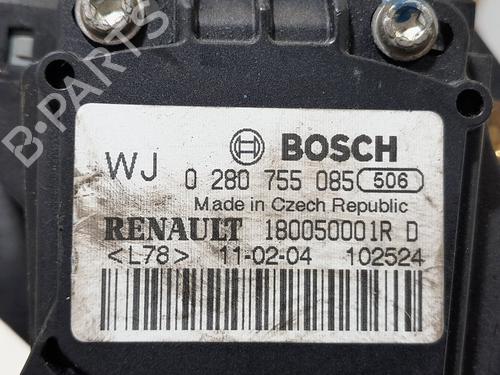 BOSCH
WJ 0 280 755 085 506
Made in Czech Republic
RENAULT 180050001R D
<L78> 11-02-04 102524
B-PARTS